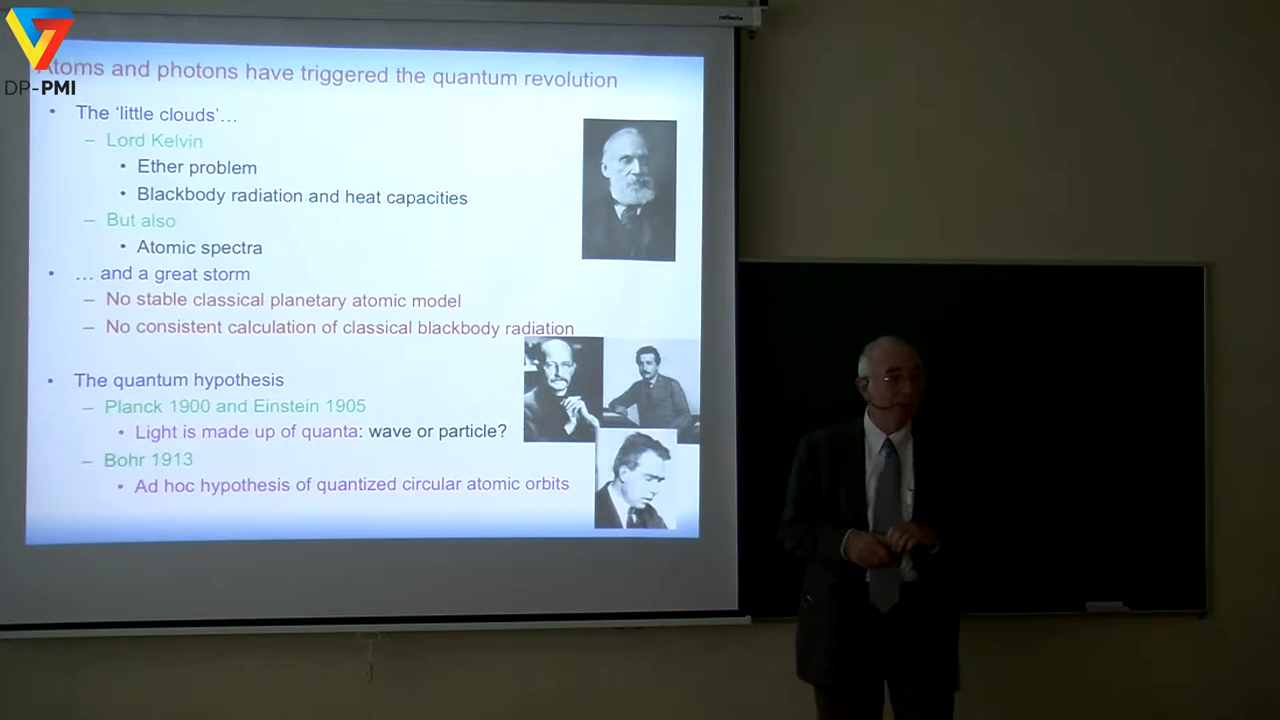 reflecta
DP-PMI
Atoms and photons have triggered the quantum revolution
• The ‘little clouds’…
– Lord Kelvin
• Ether problem
• Blackbody radiation and heat capacities
– But also
• Atomic spectra
• … and a great storm
– No stable classical planetary atomic model
– No consistent calculation of classical blackbody radiation
• The quantum hypothesis
– Planck 1900 and Einstein 1905
• Light is made up of quanta: wave or particle?
– Bohr 1913
• Ad hoc hypothesis of quantized circular atomic orbits